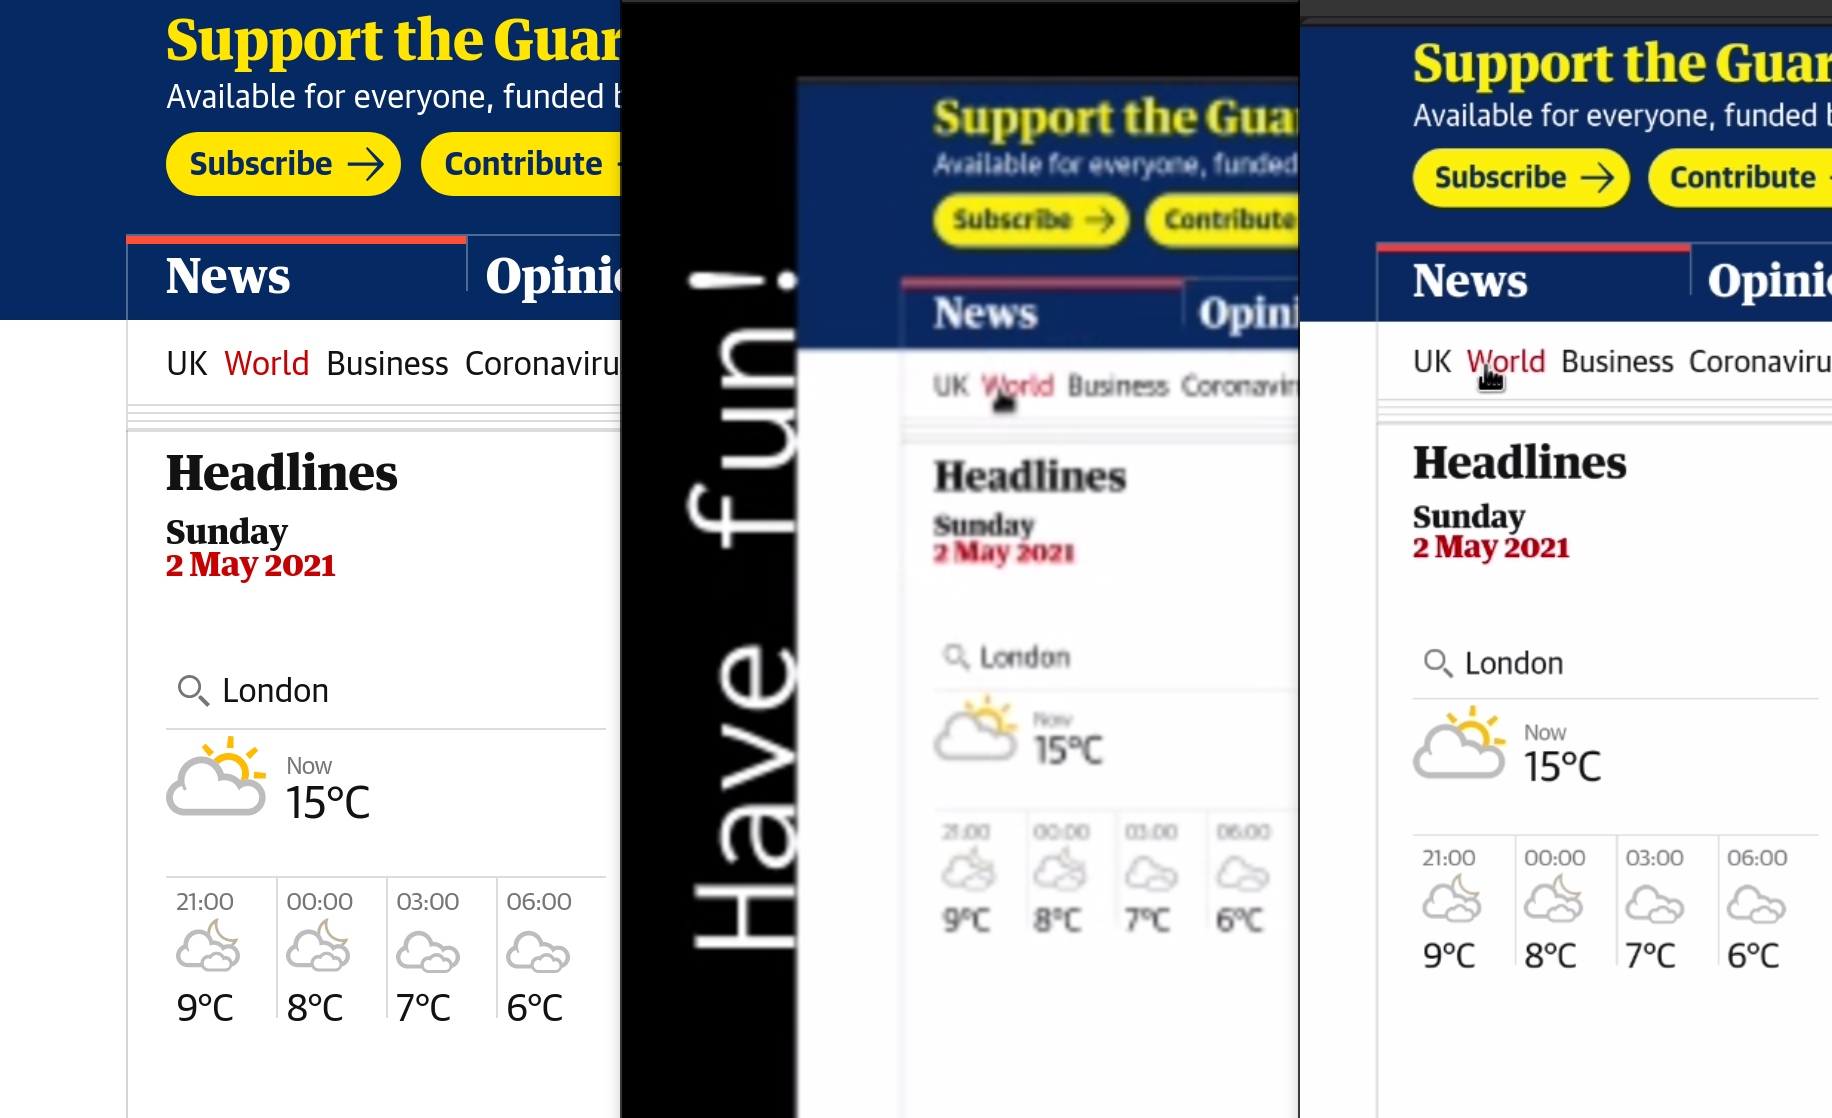 Support the Guar
Available for everyone, funded b
Subscribe → Contribute
News Opinio
UK World Business Coronaviru
Headlines
Sunday
2 May 2021
London
Now
15°C
21:00 00:00 03:00 06:00
9°C 8°C 7°C 6°C
Have fun!
Support the Guar
Available for everyone, funded
Subscribe → Contribute
News Opini
UK World Business Coronavir
Headlines
Sunday
2 May 2021
London
Now
15°C
21:00 00:00 03:00 06:00
9°C 8°C 7°C 6°C
Support the Guar
Available for everyone, funded b
Subscribe → Contribute
News Opinio
UK World Business Coronaviru
Headlines
Sunday
2 May 2021
London
Now
15°C
21:00 00:00 03:00 06:00
9°C 8°C 7°C 6°C